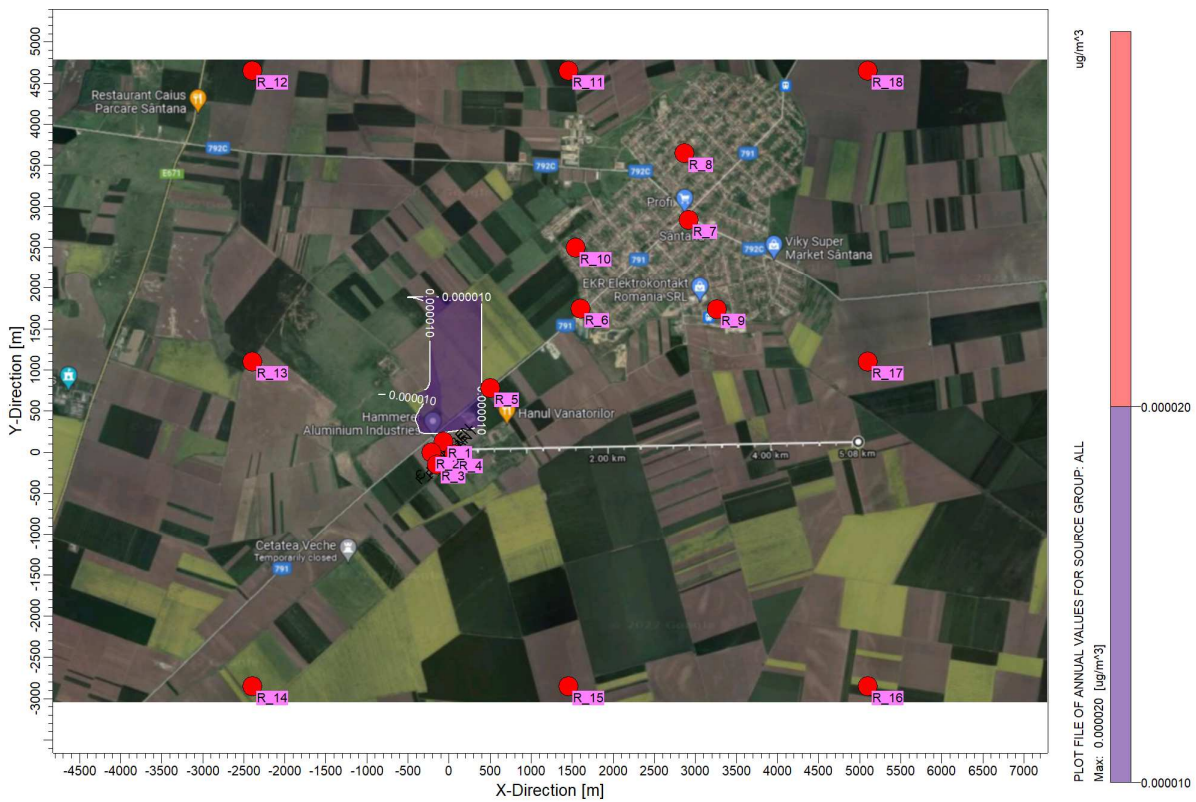 Y-Direction [m]
5000
4500
4000
3500
3000
2500
2000
1500
1000
500
0
-500
-1000
-1500
-2000
-2500
-3000
R_12
R_11
R_18
Restaurant Caius
Parcare Sântana
792C
E671
792C
792C
791
R_8
Profi
R_7
R_10
791
792C
Viky Super
Market Sântana
EKR Elektrokontakt
Romania SRL
R_6
R_9
791
0.000010
0.000010
R_13
R_17
0.000010
0.000010
R_5
Hanul Vanatorilor
Hammerer
Aluminium Industries
R_1
R_2
R_4
R_3
2.00 km
4.00 km
5.08 km
Cetatea Veche
Temporarily closed
791
R_14
R_15
R_16
-4500 -4000 -3500 -3000 -2500 -2000 -1500 -1000 -500 0 500 1000 1500 2000 2500 3000 3500 4000 4500 5000 5500 6000 6500 7000
X-Direction [m]
ug/m^3
0.000020
0.000010
PLOT FILE OF ANNUAL VALUES FOR SOURCE GROUP: ALL
Max: 0.000020 [ug/m^3]